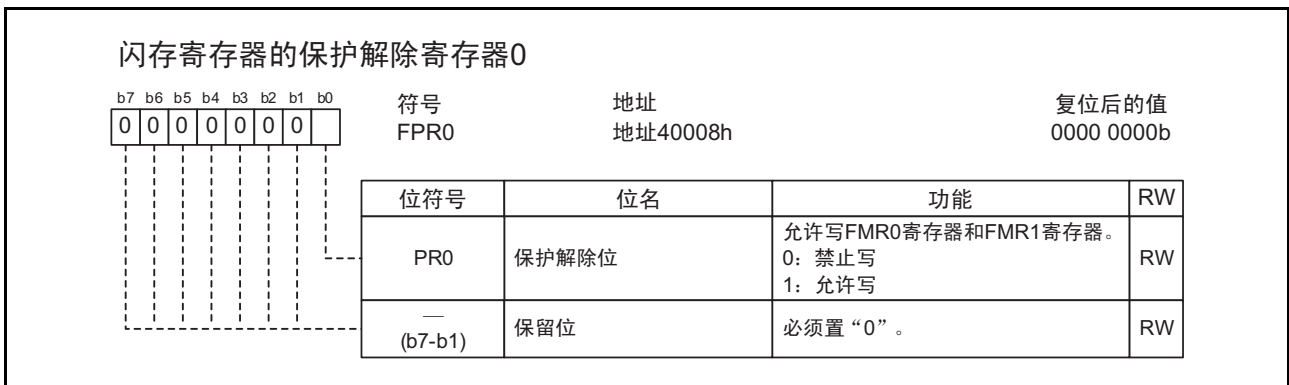 闪存寄存器的保护解除寄存器0
b7 b6 b5 b4 b3 b2 b1 b0
0 0 0 0 0 0 0
符号 地址 复位后的值
FPR0 地址40008h 0000 0000b
位符号 位名 功能 RW
PR0 保护解除位 允许写FMR0寄存器和FMR1寄存器。 RW
0：禁止写
1：允许写
—
(b7-b1) 保留位 必须置“0”。 RW